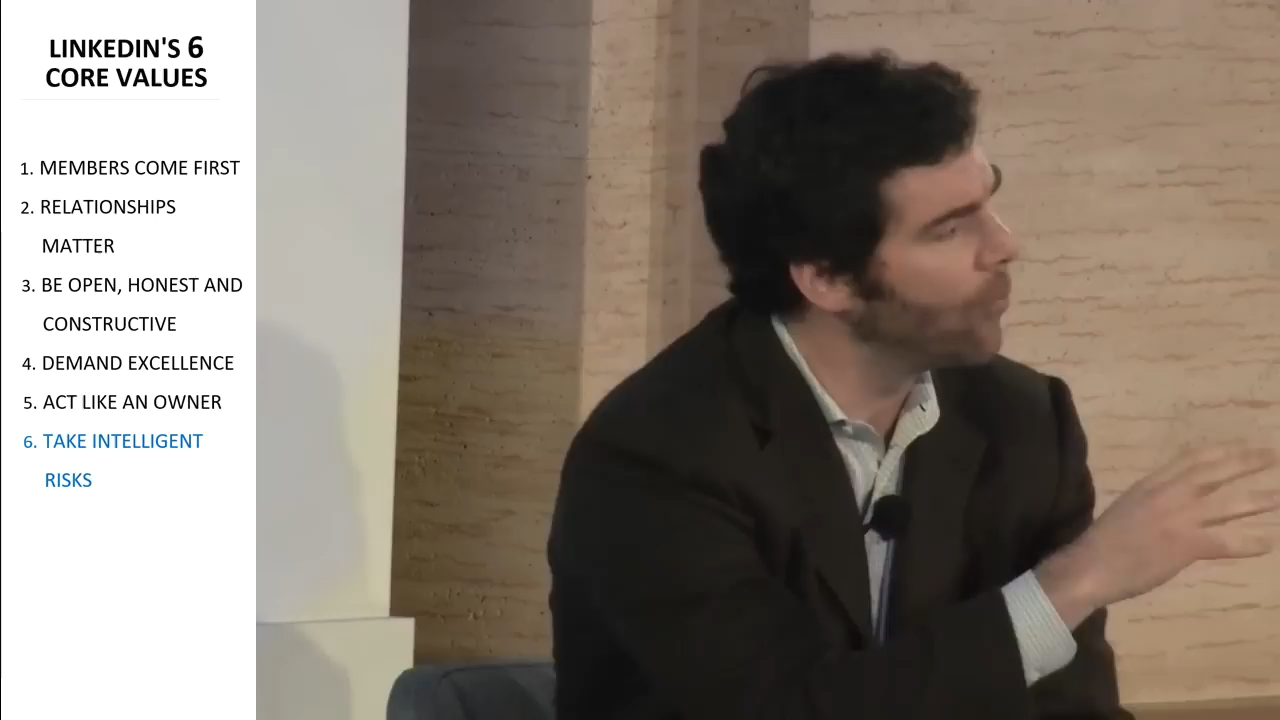 LINKEDIN'S 6
CORE VALUES
1. MEMBERS COME FIRST
2. RELATIONSHIPS
MATTER
3. BE OPEN, HONEST AND
CONSTRUCTIVE
4. DEMAND EXCELLENCE
5. ACT LIKE AN OWNER
6. TAKE INTELLIGENT
RISKS